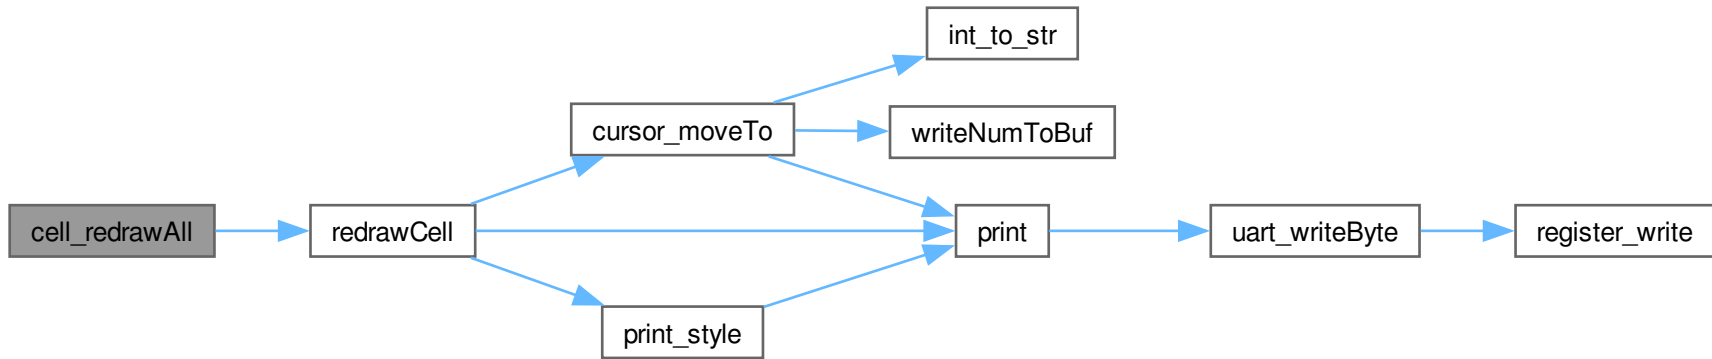 int_to_str
cursor_moveTo
writeNumToBuf
cell_redrawAll
redrawCell
print
uart_writeByte
register_write
print_style